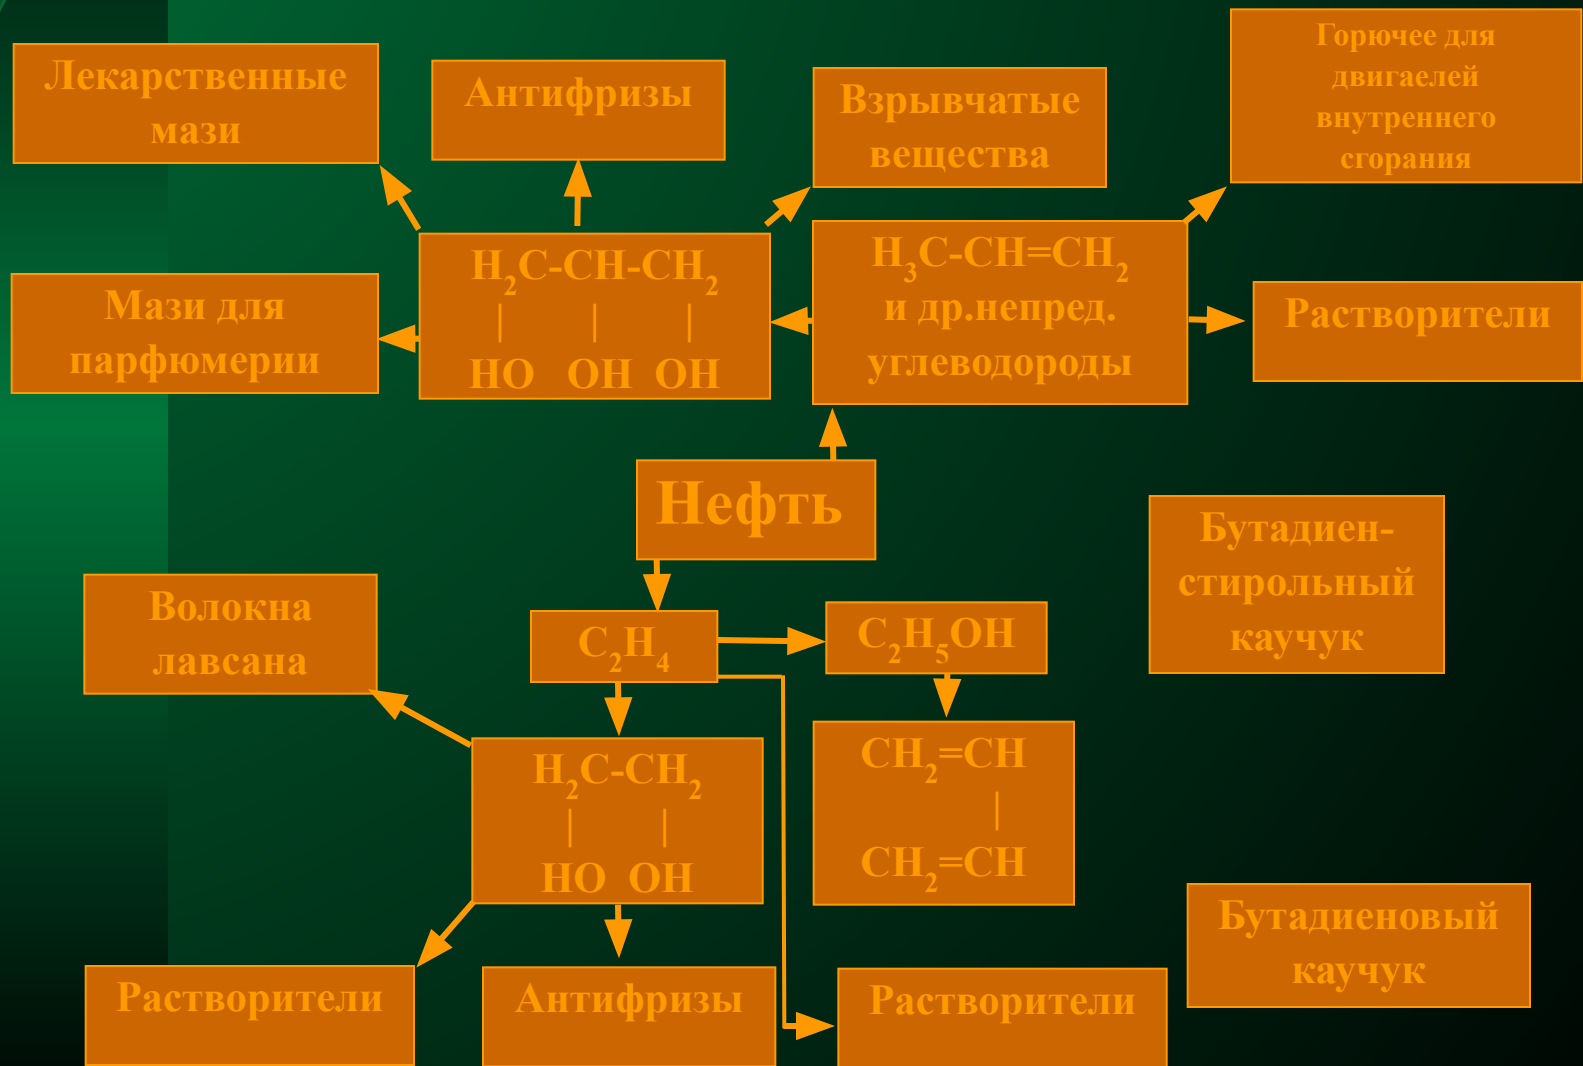 Лекарственные
мази
Антифризы
Взрывчатые
вещества
Горючее для
двигаелей
внутреннего
сгорания
Мази для
парфюмерии
H₂C-CH-CH₂
| | |
HO OH OH
H₃C-CH=CH₂
и др.непред.
углеводороды
Растворители
Нефть
Бутадиен-
стирольный
каучук
Волокна
лавсана
C₂H₄
C₂H₅OH
H₂C-CH₂
| |
HO OH
CH₂=CH
|
CH₂=CH
Бутадиеновый
каучук
Растворители
Антифризы
Растворители